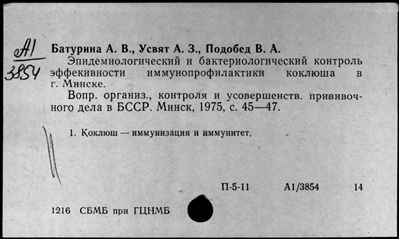 А1
3854
Батурина А. В., Усвят А. З., Подобед В. А.
Эпидемиологический и бактериологический контроль
эффекивности иммунопрофилактики коклюша в
г. Минске.
Вопр. организ., контроля и усовершенств. прививоч-
ного дела в БССР. Минск, 1975, с. 45—47.
1. Коклюш — иммунизация и иммунитет.
П-5-11 А1/3854 14
1216 СБМБ при ГЦНМБ